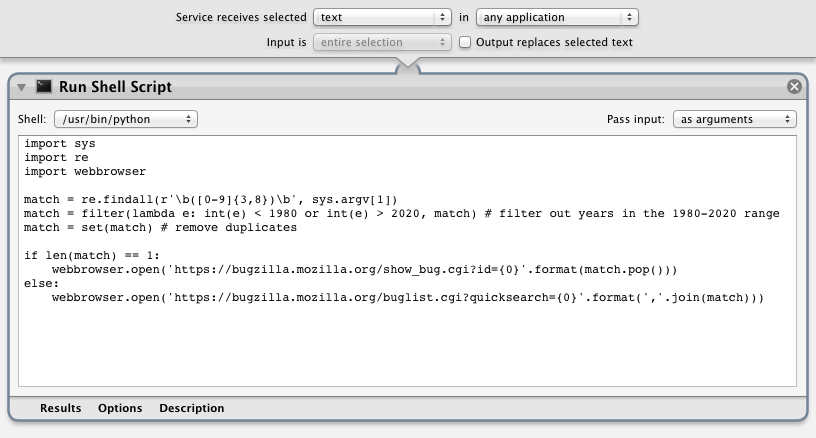 Service receives selected text in any application
Input is entire selection Output replaces selected text
Run Shell Script
Shell: /usr/bin/python Pass input: as arguments
import sys
import re
import webbrowser

match = re.findall(r'\b([0-9]{3,8})\b', sys.argv[1])
match = filter(lambda e: int(e) < 1980 or int(e) > 2020, match) # filter out years in the 1980-2020 range
match = set(match) # remove duplicates

if len(match) == 1:
    webbrowser.open('https://bugzilla.mozilla.org/show_bug.cgi?id={0}'.format(match.pop()))
else:
    webbrowser.open('https://bugzilla.mozilla.org/buglist.cgi?quicksearch={0}'.format(','.join(match)))
Results Options Description